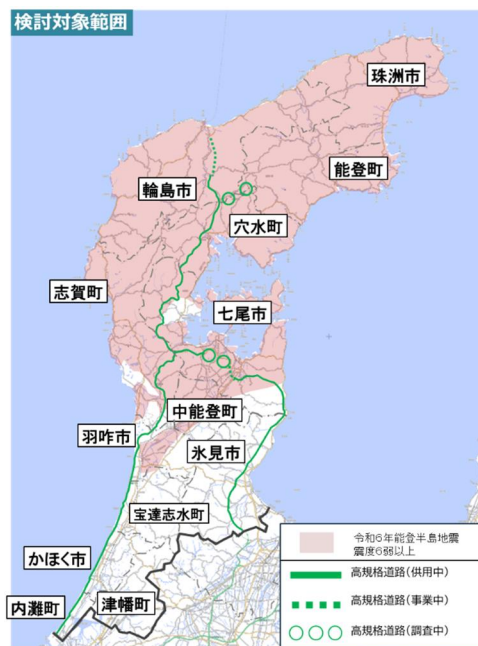 検討対象範囲
珠洲市
能登町
輪島市
穴水町
志賀町
七尾市
中能登町
羽咋市
氷見市
宝達志水町
かほく市
内灘町
津幡町
令和6年能登半島地震
震度6弱以上
高規格道路(供用中)
高規格道路(事業中)
高規格道路(調査中)